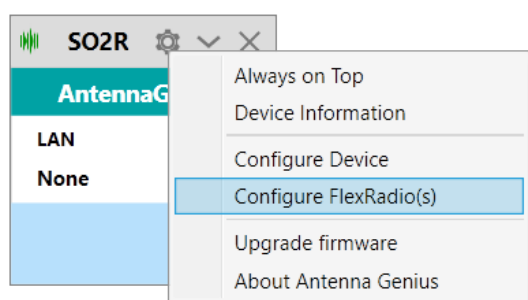 SO2R
AntennaG
LAN
None
Always on Top
Device Information
Configure Device
Configure FlexRadio(s)
Upgrade firmware
About Antenna Genius